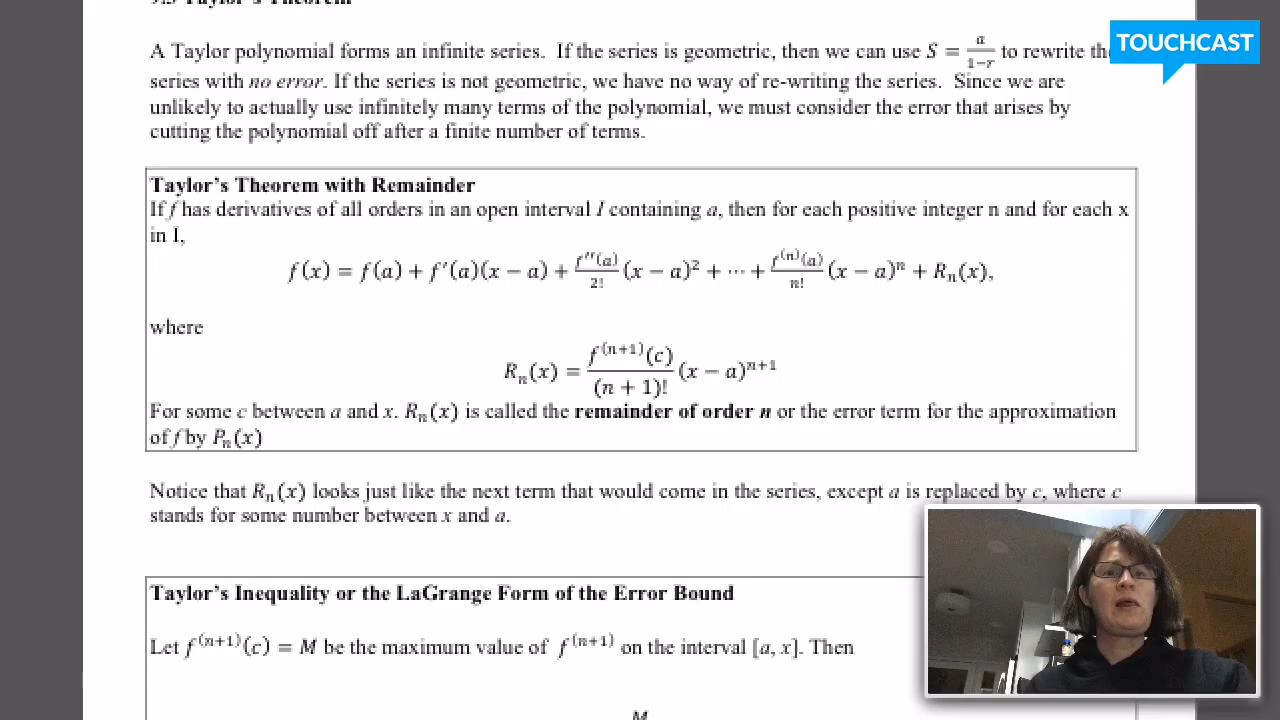 9.3 Taylor's Theorem
A Taylor polynomial forms an infinite series. If the series is geometric, then we can use S = a/(1−r) to rewrite the
series with no error. If the series is not geometric, we have no way of re-writing the series. Since we are
unlikely to actually use infinitely many terms of the polynomial, we must consider the error that arises by
cutting the polynomial off after a finite number of terms.
TOUCHCAST
Taylor's Theorem with Remainder
If f has derivatives of all orders in an open interval I containing a, then for each positive integer n and for each x
in I,
f(x) = f(a) + f′(a)(x − a) + f′′(a)/2! (x − a)² + ⋯ + f⁽ⁿ⁾(a)/n! (x − a)ⁿ + Rₙ(x),
where
Rₙ(x) = f⁽ⁿ⁺¹⁾(c)/(n + 1)! (x − a)ⁿ⁺¹
For some c between a and x. Rₙ(x) is called the remainder of order n or the error term for the approximation
of f by Pₙ(x)
Notice that Rₙ(x) looks just like the next term that would come in the series, except a is replaced by c, where c
stands for some number between x and a.
Taylor's Inequality or the LaGrange Form of the Error Bound
Let f⁽ⁿ⁺¹⁾(c) = M be the maximum value of f⁽ⁿ⁺¹⁾ on the interval [a, x]. Then
M